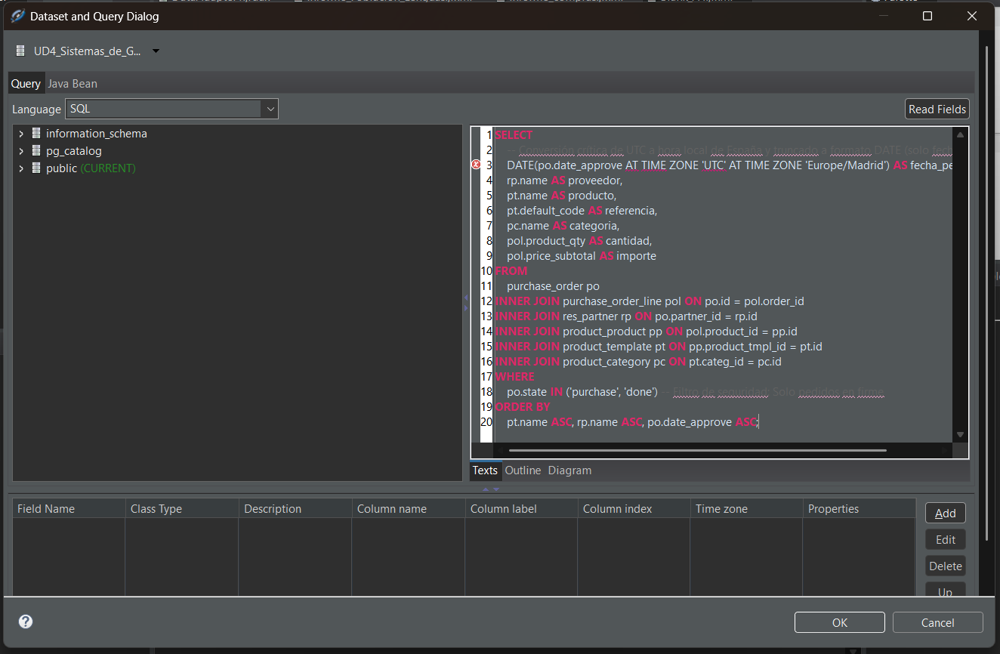 Dataset and Query Dialog
UD4_Sistemas_de_G...
Query Java Bean
Language SQL Read Fields
information_schema
pg_catalog
public (CURRENT)
1 SELECT
2 UTC a hora local de España y a formato DATE (solo
3 DATE(po.date_approve AT TIME ZONE 'UTC' AT TIME ZONE 'Europe/Madrid') AS fecha_pe
4 rp.name AS proveedor,
5 pt.name AS producto,
6 pt.default_code AS referencia,
7 pc.name AS categoria,
8 pol.product_qty AS cantidad,
9 pol.price_subtotal AS importe
10 FROM
11 purchase_order po
12 INNER JOIN purchase_order_line pol ON po.id = pol.order_id
13 INNER JOIN res_partner rp ON po.partner_id = rp.id
14 INNER JOIN product_product pp ON pol.product_id = pp.id
15 INNER JOIN product_template pt ON pp.product_tmpl_id = pt.id
16 INNER JOIN product_category pc ON pt.categ_id = pc.id
17 WHERE
18 po.state IN ('purchase', 'done') -- Filtro de seguridad: Solo pedidos en firme
19 ORDER BY
20 pt.name ASC, rp.name ASC, po.date_approve ASC;
Texts Outline Diagram
Field Name Class Type Description Column name Column label Column index Time zone Properties
Add
Edit
Delete
Up
OK Cancel